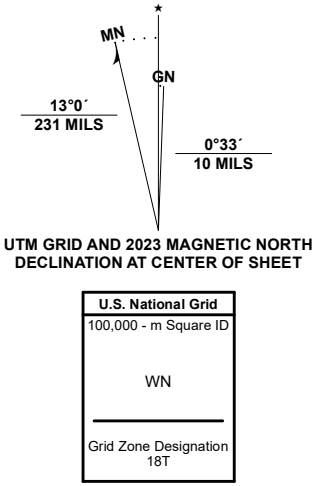 MN
GN
13°0´
231 MILS
0°33´
10 MILS
UTM GRID AND 2023 MAGNETIC NORTH
DECLINATION AT CENTER OF SHEET
U.S. National Grid
100,000 - m Square ID
WN
Grid Zone Designation
18T